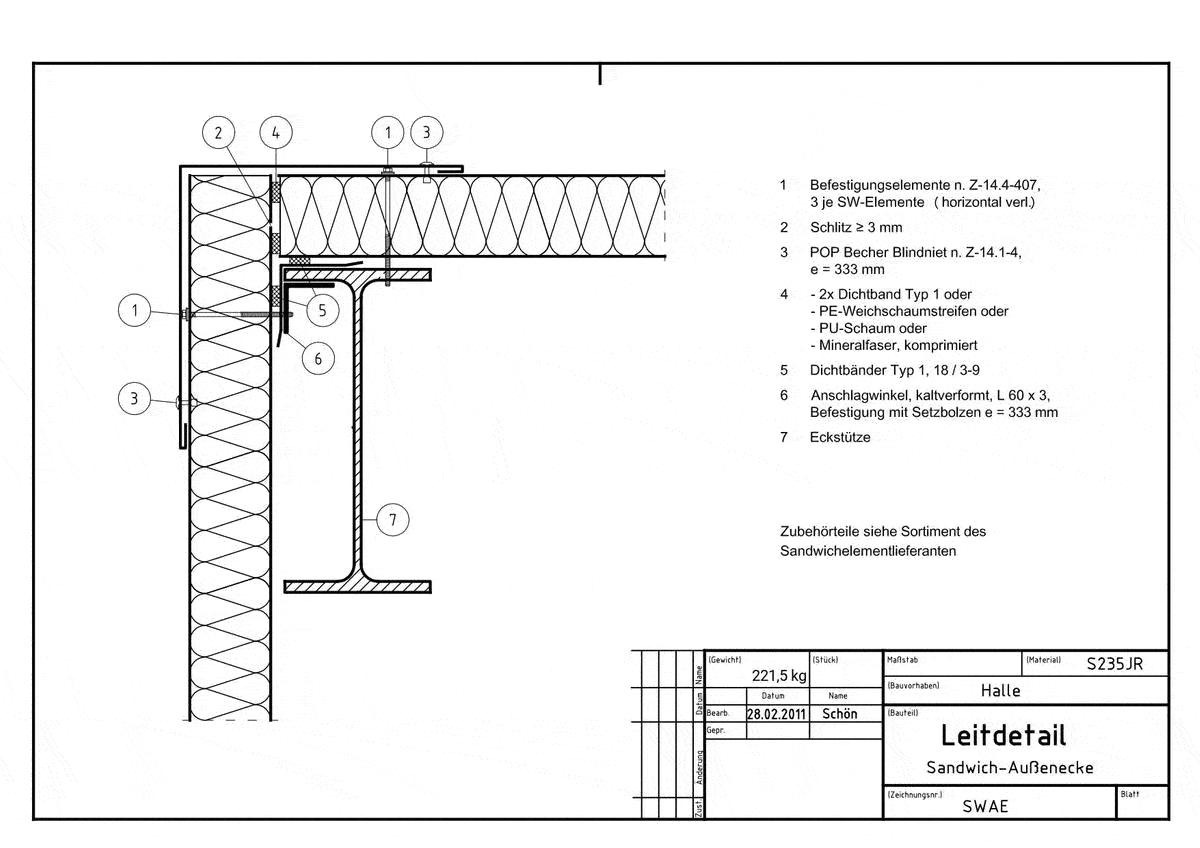 2
4
1
3
1
5
6
3
7
1 Befestigungselemente n. Z-14.4-407,
3 je SW-Elemente ( horizontal verl.)
2 Schlitz ≥ 3 mm
3 POP Becher Blindniet n. Z-14.1-4,
e = 333 mm
4 - 2x Dichtband Typ 1 oder
- PE-Weichschaumstreifen oder
- PU-Schaum oder
- Mineralfaser, komprimiert
5 Dichtbänder Typ 1, 18 / 3-9
6 Anschlagwinkel, kaltverformt, L 60 x 3,
Befestigung mit Setzbolzen e = 333 mm
7 Eckstütze
Zubehörteile siehe Sortiment des
Sandwichelementlieferanten
Zust. Änderung Datum Name
(Gewicht) (Stück)
221,5 kg
Datum Name
Bearb. 28.02.2011 Schön
Gepr.
Maßstab (Material) S235JR
(Bauvorhaben) Halle
(Bauteil)
Leitdetail
Sandwich-Außenecke
(Zeichnungsnr.) Blatt
SWAE